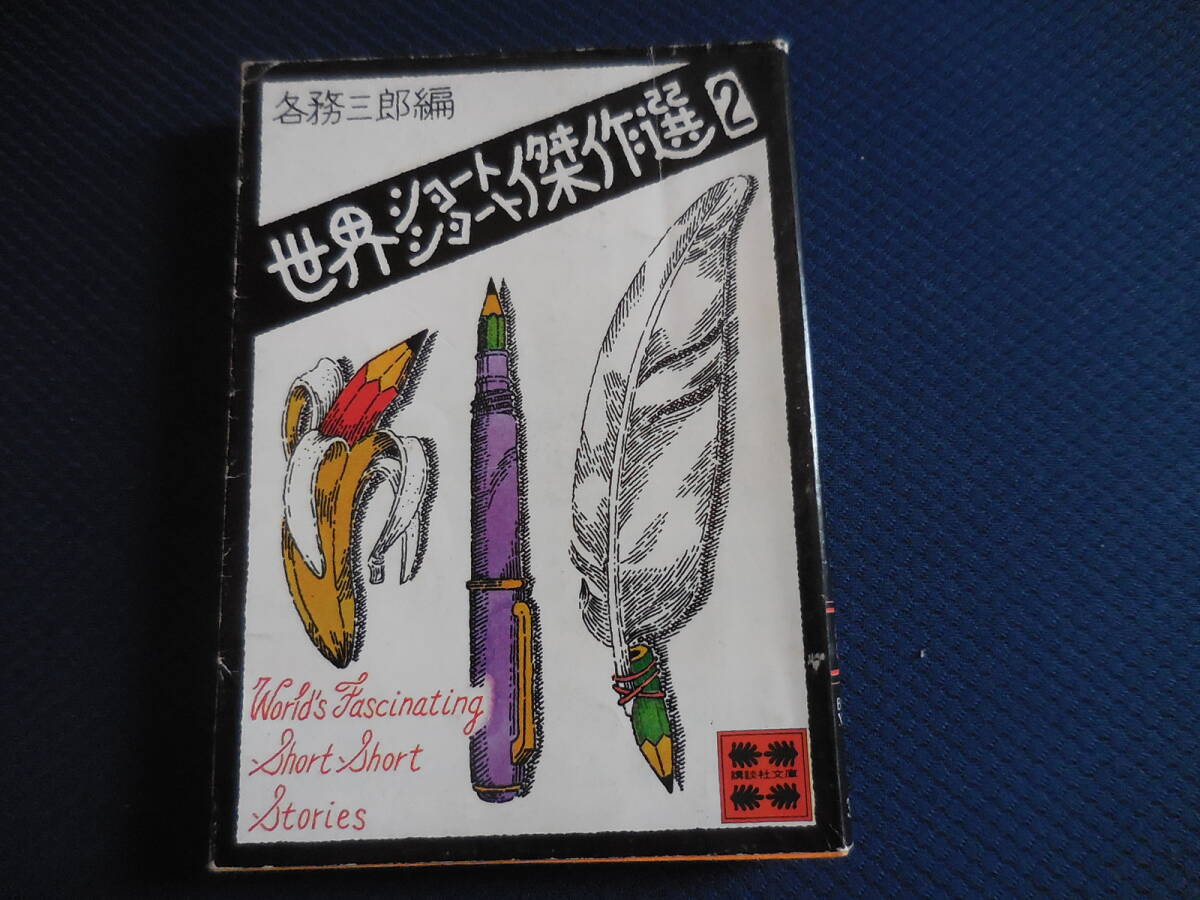 各務三郎編
世界ショートショート傑作選2
World's Fascinating
Short Short
Stories
講談社文庫